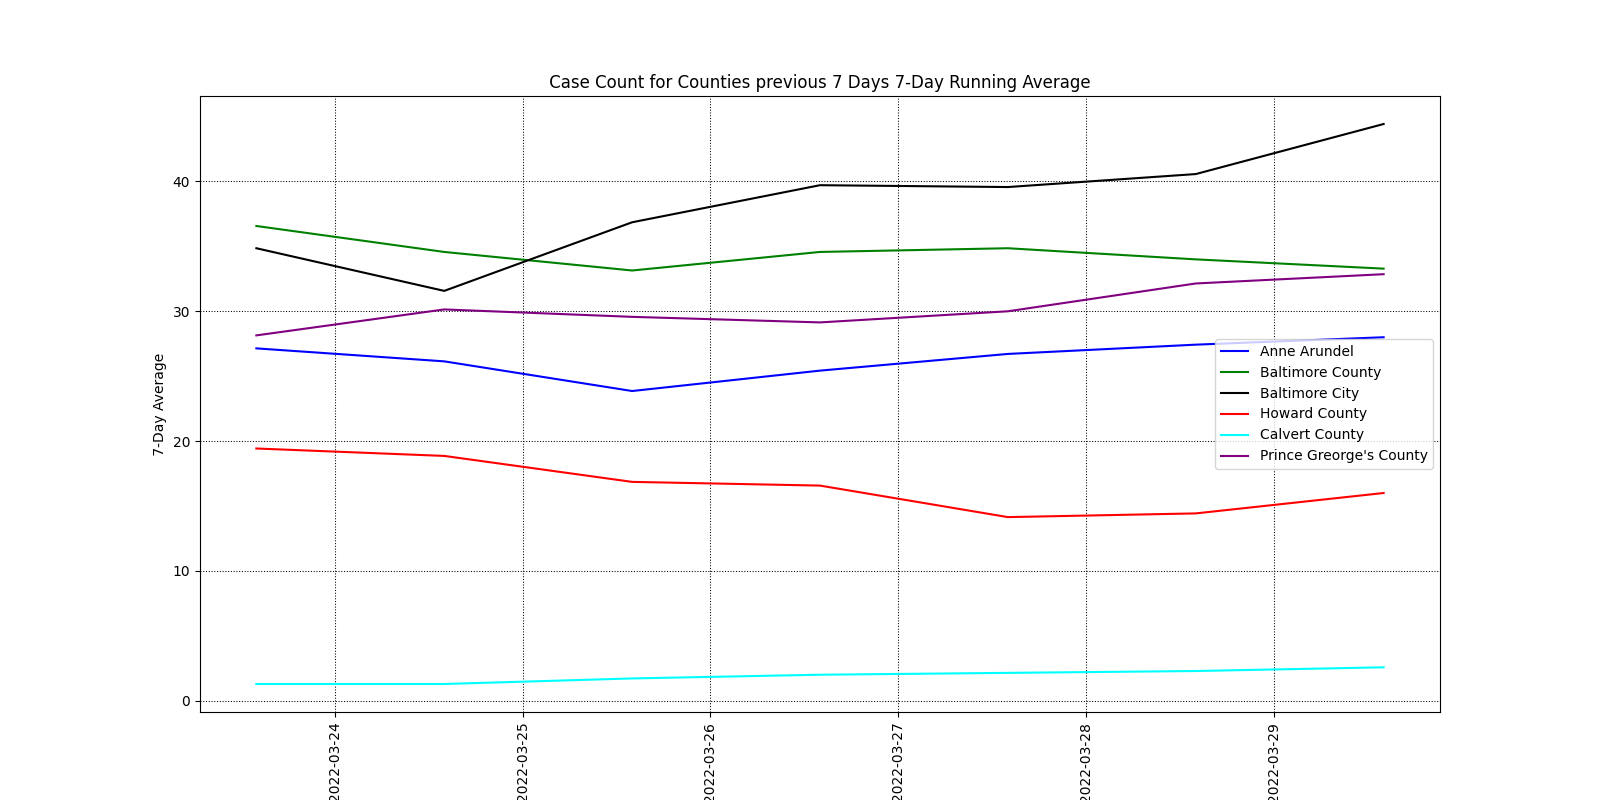 Case Count for Counties previous 7 Days 7-Day Running Average
7-Day Average
40
30
20
10
0
Anne Arundel
Baltimore County
Baltimore City
Howard County
Calvert County
Prince Greorge's County
2022-03-24
2022-03-25
2022-03-26
2022-03-27
2022-03-28
2022-03-29